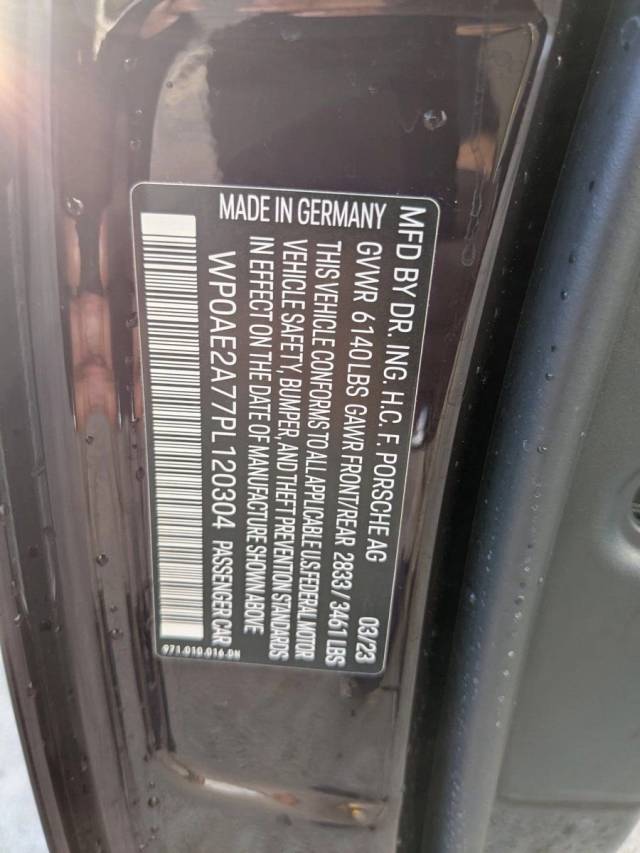 MFD BY DR. ING. H.C. F. PORSCHE AG 03/23
GVWR 6140 LBS GAWR FRONT/REAR 2833 / 3461 LBS
THIS VEHICLE CONFORMS TO ALL APPLICABLE U.S FEDERAL MOTOR
VEHICLE SAFETY, BUMPER, AND THEFT PREVENTION STANDARDS
IN EFFECT ON THE DATE OF MANUFACTURE SHOWN ABOVE
MADE IN GERMANY
WP0AE2A77PL120304 PASSENGER CAR
971.010.016.DN